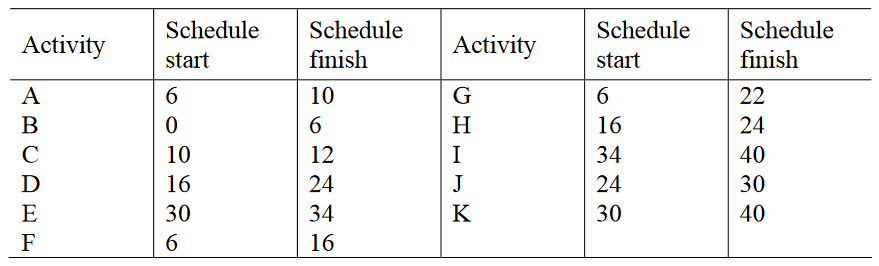 Activity Schedule start Schedule finish Activity Schedule start Schedule finish
A 6 10 G 6 22
B 0 6 H 16 24
C 10 12 I 34 40
D 16 24 J 24 30
E 30 34 K 30 40
F 6 16